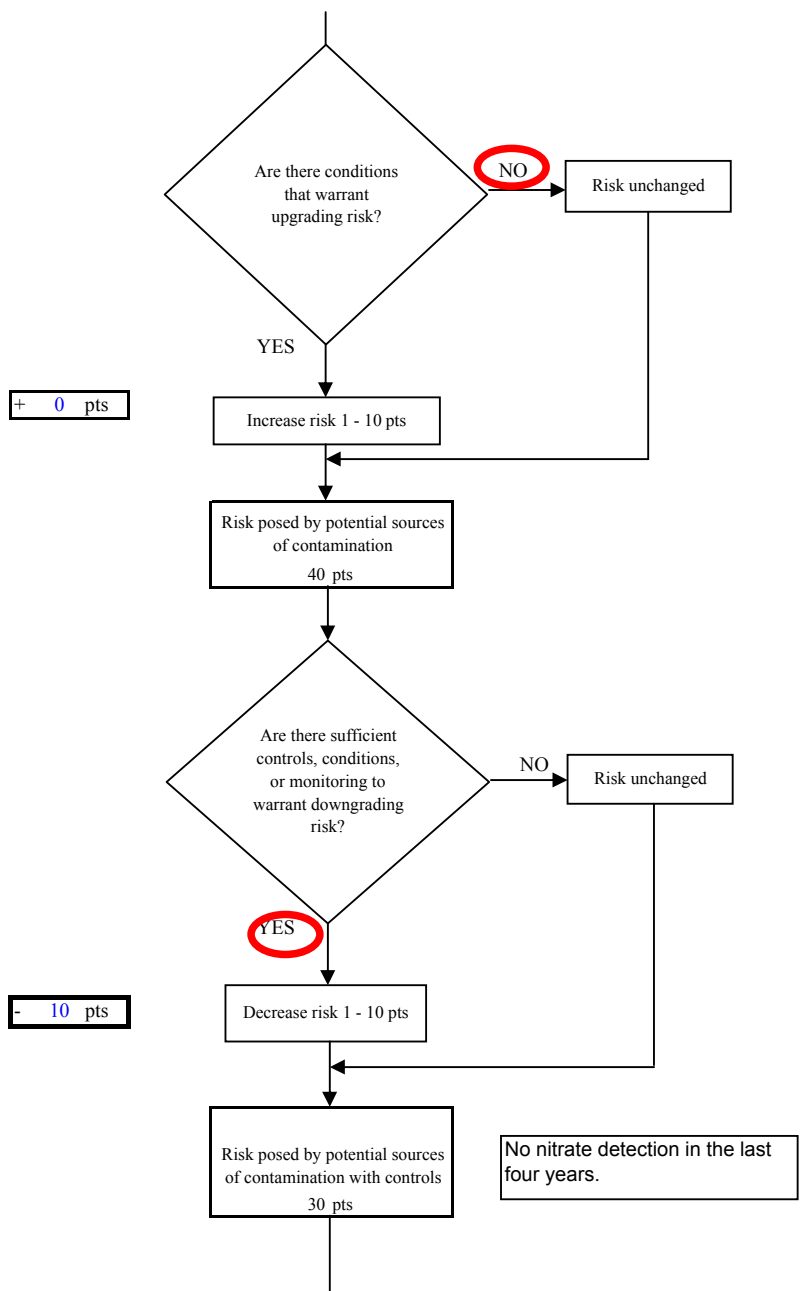 Are there conditions
that warrant
upgrading risk?
NO
Risk unchanged
YES
+ 0 pts
Increase risk 1 - 10 pts
Risk posed by potential sources
of contamination
40 pts
Are there sufficient
controls, conditions,
or monitoring to
warrant downgrading
risk?
NO
Risk unchanged
YES
- 10 pts
Decrease risk 1 - 10 pts
Risk posed by potential sources
of contamination with controls
30 pts
No nitrate detection in the last
four years.